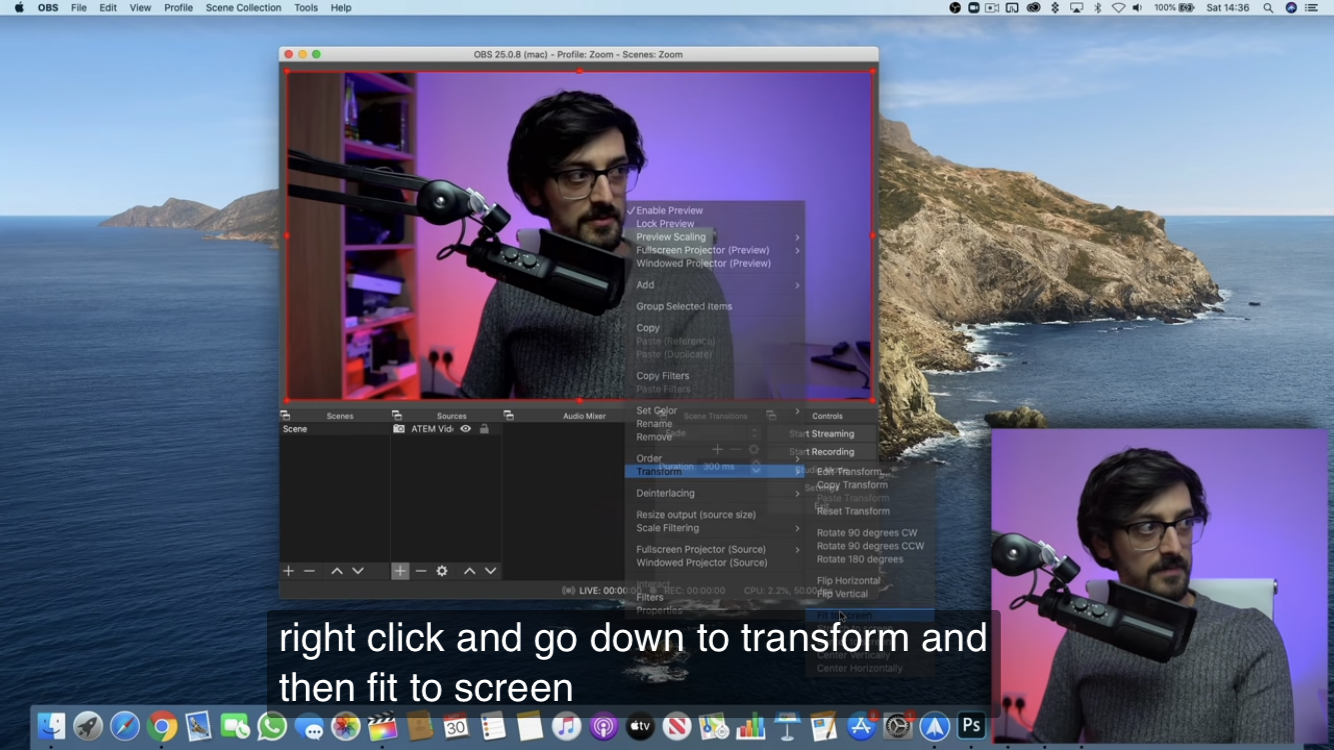 OBS File Edit View Profile Scene Collection Tools Help
100% Sat 14:36
OBS 25.0.8 (mac) - Profile: Zoom - Scenes: Zoom
Enable Preview
Lock Preview
Preview Scaling
Fullscreen Projector (Preview)
Windowed Projector (Preview)
Add
Group Selected Items
Copy
Paste (Reference)
Paste (Duplicate)
Copy Filters
Paste Filters
Set Color
Rename
Remove
Order
Transform
Deinterlacing
Resize output (source size)
Scale Filtering
Fullscreen Projector (Source)
Windowed Projector (Source)
Interact
Filters
Properties
Scenes
Scene
Sources
ATEM Vid
Audio Mixer
Scene Transitions
Fade
Duration 300 ms
Controls
Start Streaming
Start Recording
Edit Transform...
Copy Transform
Paste Transform
Reset Transform
Rotate 90 degrees CW
Rotate 90 degrees CCW
Rotate 180 degrees
Flip Horizontal
Flip Vertical
Center Vertically
Center Horizontally
LIVE: 00:00:00 REC: 00:00:00 CPU: 2.2%, 50.00 fps
right click and go down to transform and
then fit to screen
30
tv
Ps